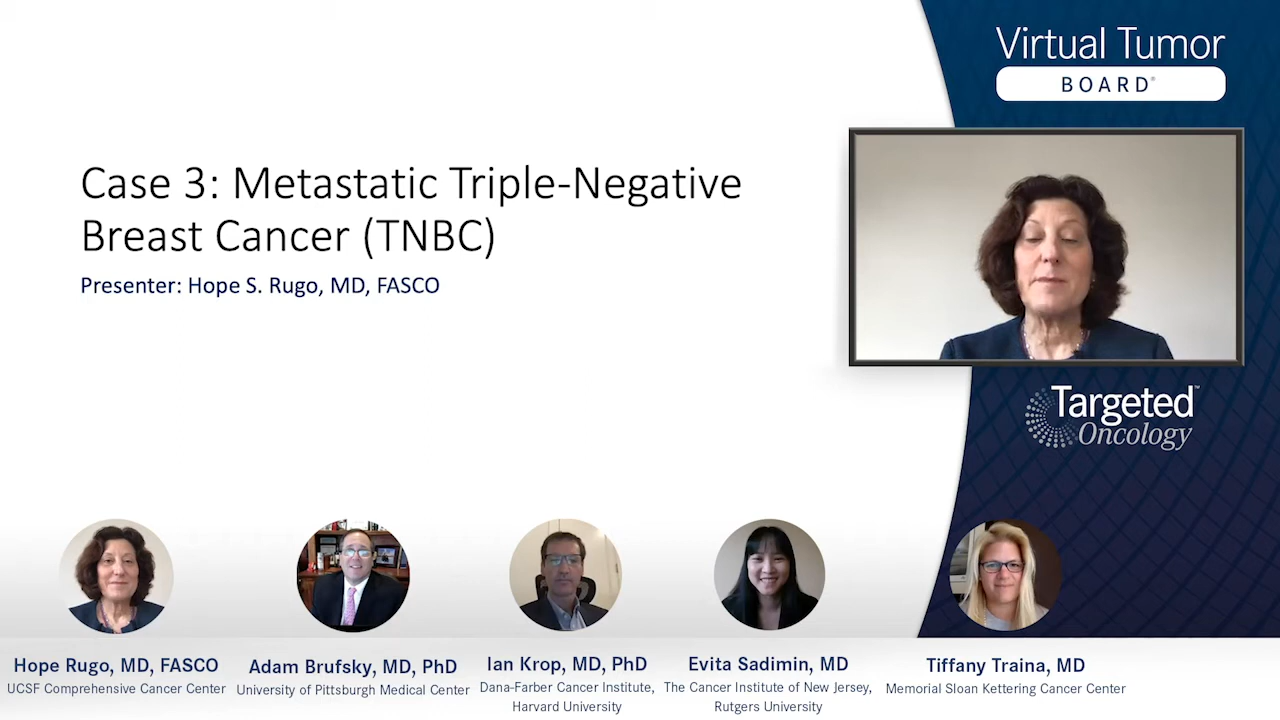 Virtual Tumor
BOARD®
Case 3: Metastatic Triple-Negative
Breast Cancer (TNBC)
Presenter: Hope S. Rugo, MD, FASCO
Targeted™
Oncology
Hope Rugo, MD, FASCO
UCSF Comprehensive Cancer Center
Adam Brufsky, MD, PhD
University of Pittsburgh Medical Center
Ian Krop, MD, PhD
Dana-Farber Cancer Institute,
Harvard University
Evita Sadimin, MD
The Cancer Institute of New Jersey,
Rutgers University
Tiffany Traina, MD
Memorial Sloan Kettering Cancer Center